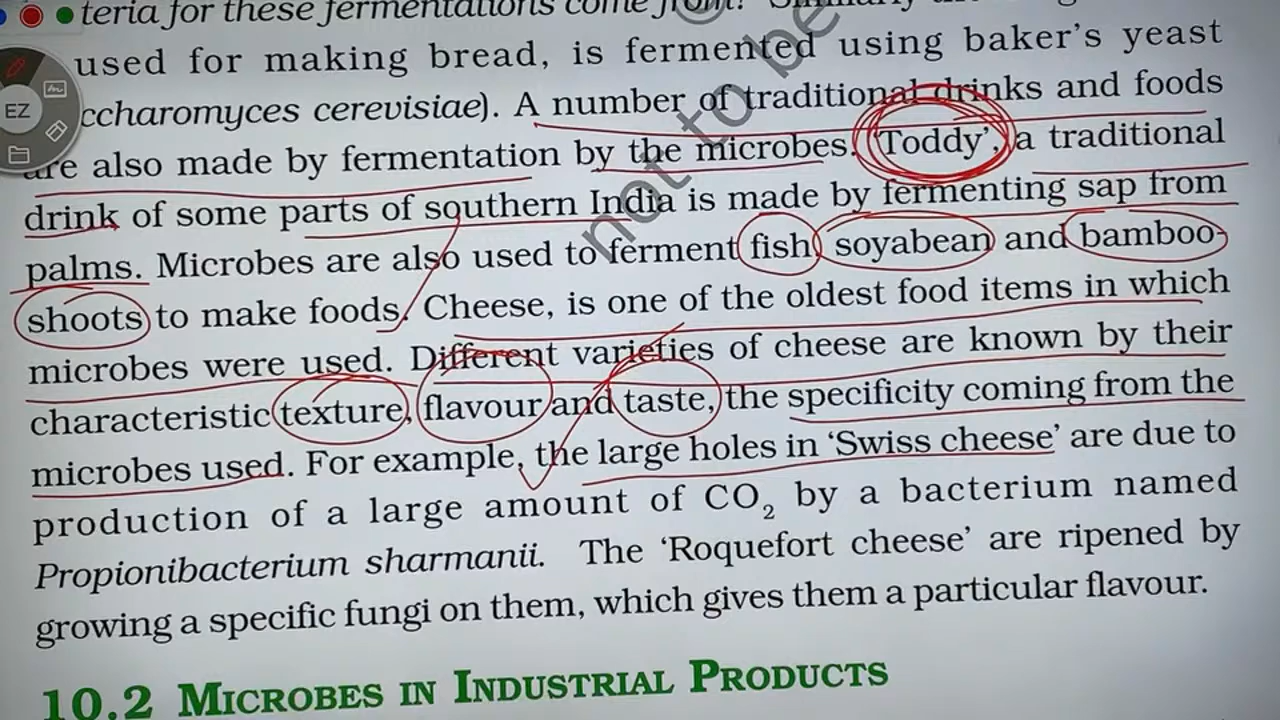 teria for these fermentations come from? Similarly the
used for making bread, is fermented using baker's yeast
ccharomyces cerevisiae). A number of traditional drinks and foods
are also made by fermentation by the microbes. 'Toddy', a traditional
drink of some parts of southern India is made by fermenting sap from
palms. Microbes are also used to ferment fish, soyabean and bamboo-
shoots to make foods. Cheese, is one of the oldest food items in which
microbes were used. Different varieties of cheese are known by their
characteristic texture, flavour and taste, the specificity coming from the
microbes used. For example, the large holes in 'Swiss cheese' are due to
production of a large amount of CO₂ by a bacterium named
Propionibacterium sharmanii. The 'Roquefort cheese' are ripened by
growing a specific fungi on them, which gives them a particular flavour.
10.2 MICROBES IN INDUSTRIAL PRODUCTS
EZ
not to be